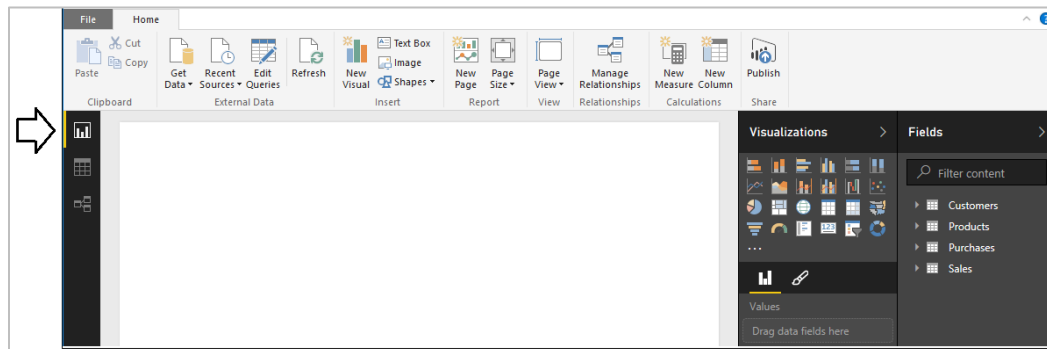 File Home
Paste
Cut
Copy
Clipboard
Get Data
Recent Sources
Edit Queries
Refresh
External Data
New Visual
Text Box
Image
Shapes
Insert
New Page
Page Size
Report
Page View
View
Manage Relationships
Relationships
New Measure
New Column
Calculations
Publish
Share
Visualizations
123
...
Values
Drag data fields here
Fields
Filter content
Customers
Products
Purchases
Sales